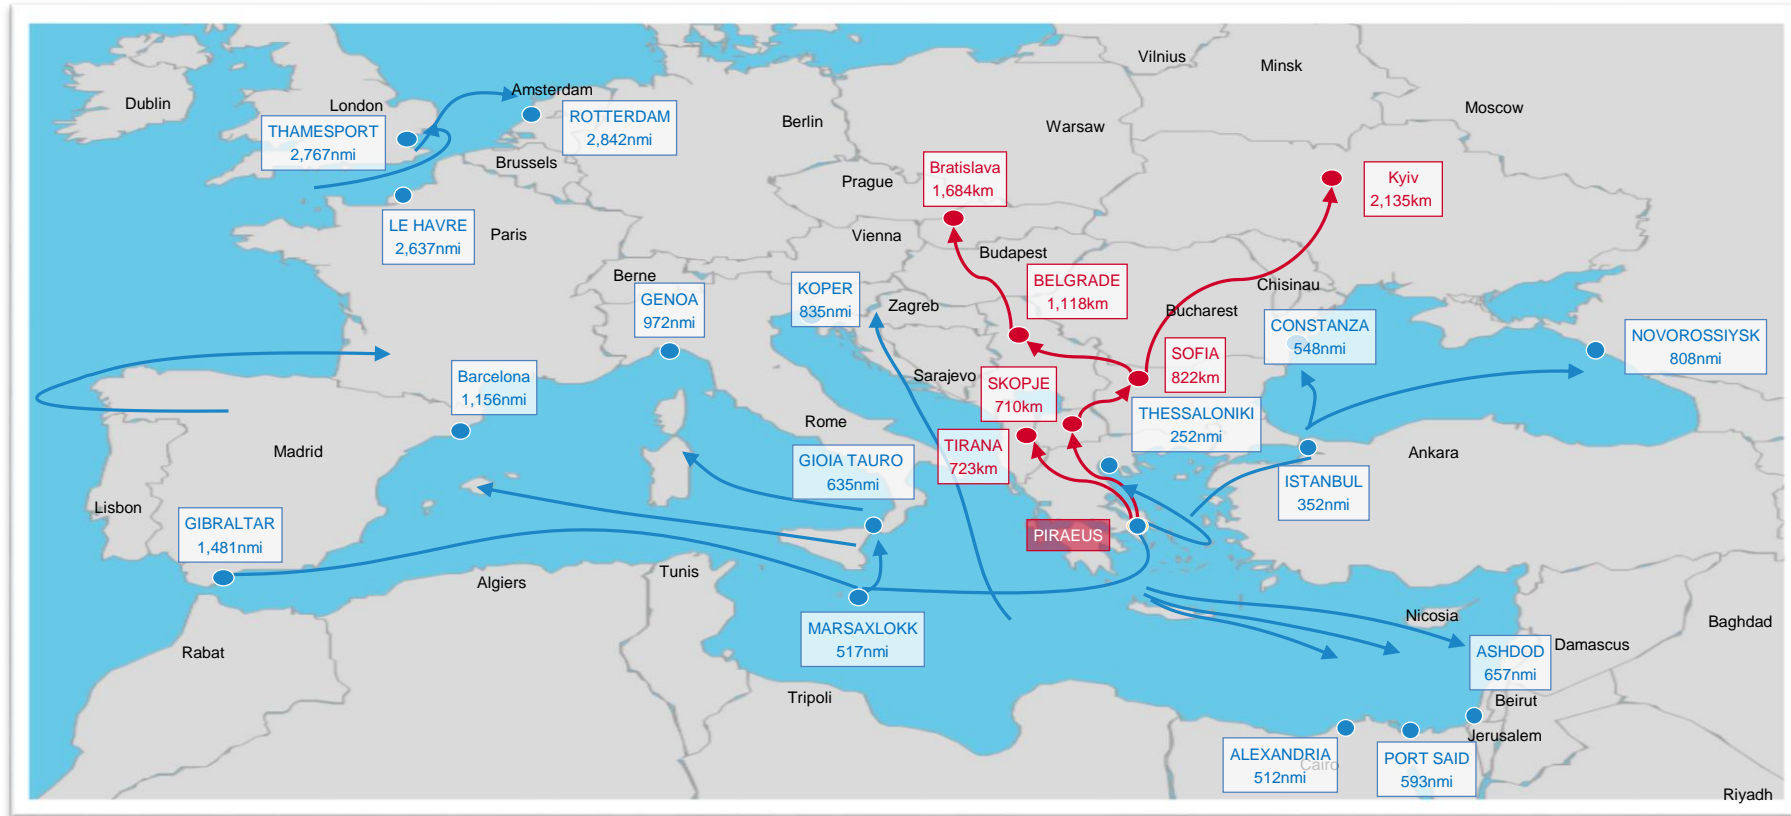 Vilnius
Minsk
Dublin
London
Amsterdam
Moscow
THAMESPORT
2,767nmi
ROTTERDAM
2,842nmi
Berlin
Warsaw
Brussels
Bratislava
1,684km
Prague
Kyiv
2,135km
LE HAVRE
2,637nmi
Paris
Vienna
Budapest
Berne
GENOA
972nmi
KOPER
835nmi
Zagreb
BELGRADE
1,118km
Chisinau
Bucharest
CONSTANZA
548nmi
NOVOROSSIYSK
808nmi
SOFIA
822km
Barcelona
1,156nmi
Sarajevo
SKOPJE
710km
THESSALONIKI
252nmi
Rome
Madrid
TIRANA
723km
Ankara
GIOIA TAURO
635nmi
ISTANBUL
352nmi
Lisbon
GIBRALTAR
1,481nmi
PIRAEUS
Algiers
Tunis
Nicosia
Baghdad
MARSAXLOKK
517nmi
Rabat
Damascus
ASHDOD
657nmi
Tripoli
Beirut
Jerusalem
ALEXANDRIA
512nmi
Cairo
PORT SAID
593nmi
Riyadh